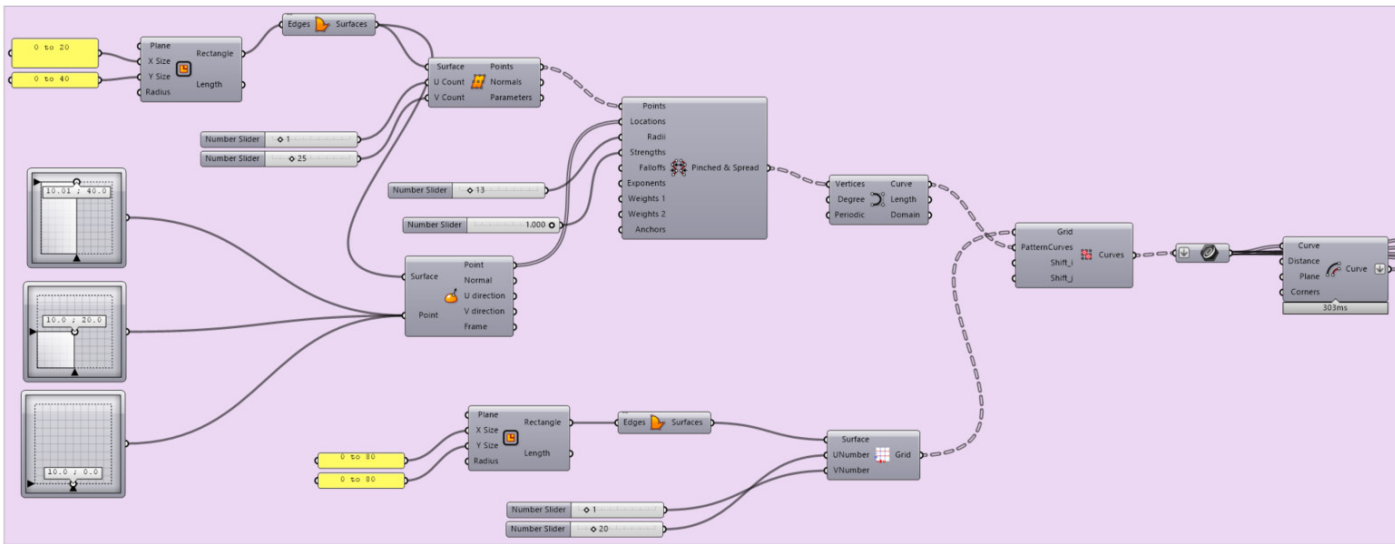 0 to 20
0 to 40
Plane
X Size
Y Size
Radius
Rectangle
Length
Edges Surfaces
Surface
U Count
V Count
Points
Normals
Parameters
Number Slider 1
Number Slider 25
10.01 ; 40.0
10.0 ; 20.0
10.0 ; 0.0
Number Slider 13
Number Slider 1.000
Points
Locations
Radii
Strengths
Falloffs
Exponents
Weights 1
Weights 2
Anchors
Pinched & Spread
Surface
Point
Point
Normal
U direction
V direction
Frame
Vertices
Degree
Periodic
Curve
Length
Domain
Grid
PatternCurves
Shift_i
Shift_j
Curves
Curve
Distance
Plane
Corners
Curve
303ms
0 to 80
0 to 80
Plane
X Size
Y Size
Radius
Rectangle
Length
Edges Surfaces
Surface
UNumber
VNumber
Grid
Number Slider 1
Number Slider 20